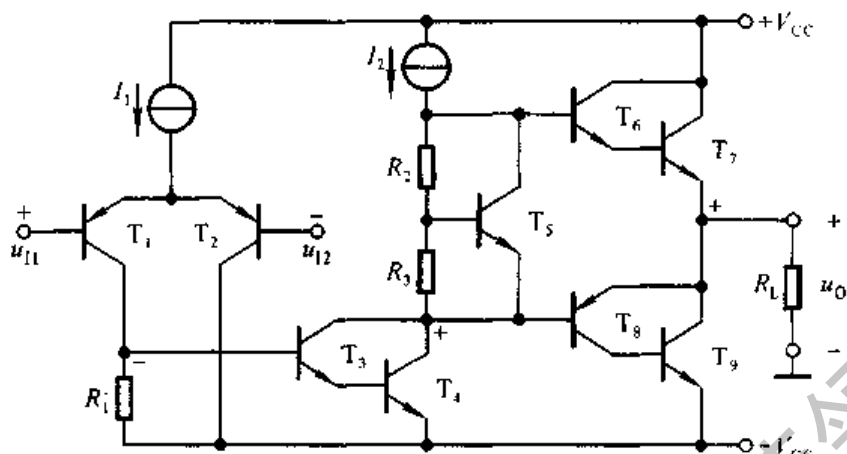 +V_CC
I_1
I_2
T_6
T_7
R_2
+
T_1
T_2
−
u_I1
u_I2
T_5
+
+
R_3
R_L
u_O
+
T_8
−
T_3
T_9
−
R_1
T_4
−V_CC